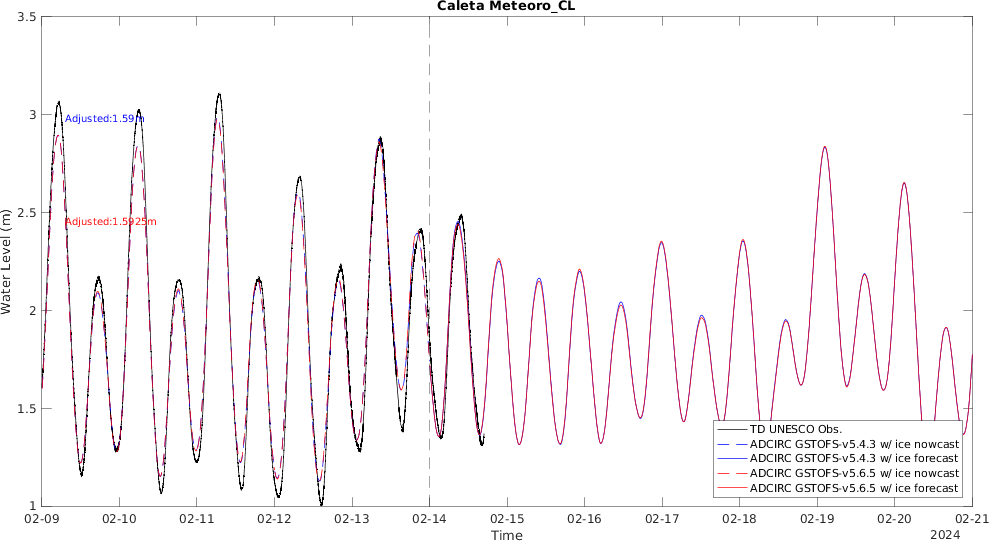 Caleta Meteoro_CL
3.5
3
2.5
2
1.5
1
Water Level (m)
Adjusted:1.59m
Adjusted:1.5925m
TD UNESCO Obs.
ADCIRC GSTOFS-v5.4.3 w/ ice nowcast
ADCIRC GSTOFS-v5.4.3 w/ ice forecast
ADCIRC GSTOFS-v5.6.5 w/ ice nowcast
ADCIRC GSTOFS-v5.6.5 w/ ice forecast
02-09 02-10 02-11 02-12 02-13 02-14 02-15 02-16 02-17 02-18 02-19 02-20 02-21
Time
2024